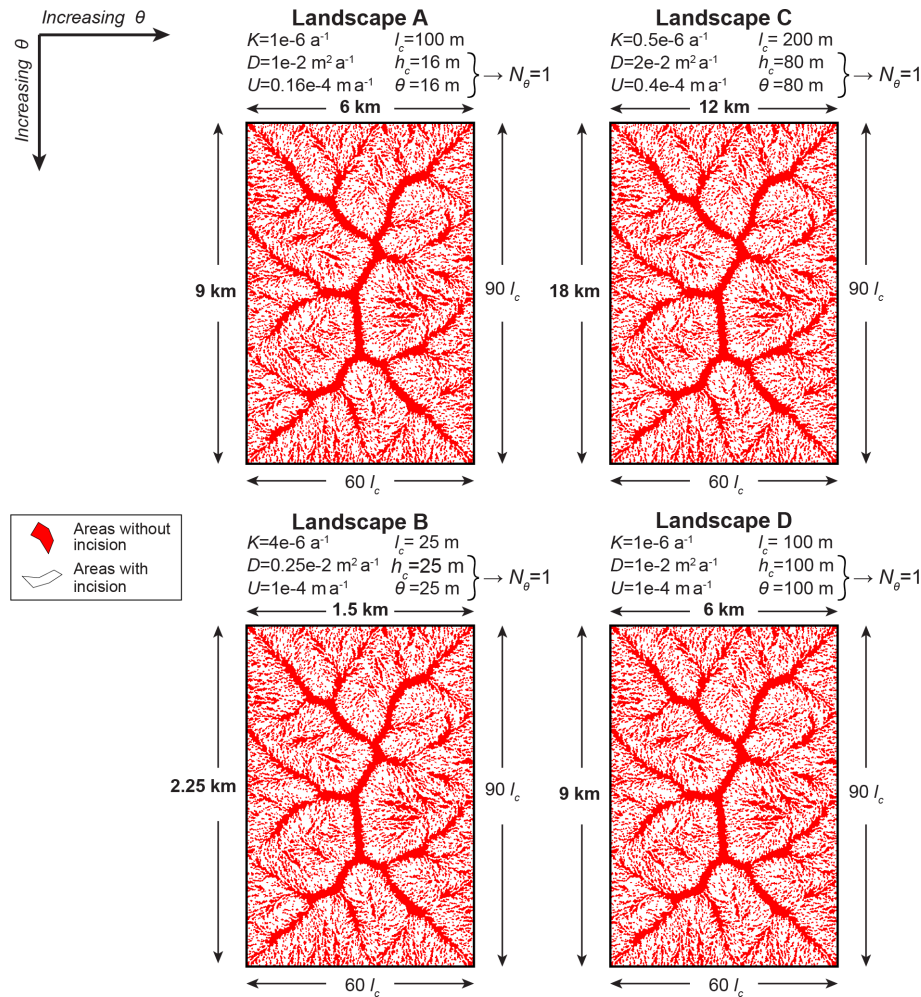 Increasing θ
Increasing θ
Landscape A
K=1e-6 a⁻¹ l_c=100 m
D=1e-2 m² a⁻¹ h_c=16 m
U=0.16e-4 m a⁻¹ θ=16 m
→ N_θ=1
6 km
9 km
90 l_c
60 l_c
Landscape C
K=0.5e-6 a⁻¹ l_c= 200 m
D=2e-2 m² a⁻¹ h_c=80 m
U=0.4e-4 m a⁻¹ θ=80 m
→ N_θ=1
12 km
18 km
90 l_c
60 l_c
Areas without
incision
Areas with
incision
Landscape B
K=4e-6 a⁻¹ l_c= 25 m
D=0.25e-2 m² a⁻¹ h_c=25 m
U=1e-4 m a⁻¹ θ=25 m
→ N_θ=1
1.5 km
2.25 km
90 l_c
60 l_c
Landscape D
K=1e-6 a⁻¹ l_c= 100 m
D=1e-2 m² a⁻¹ h_c=100 m
U=1e-4 m a⁻¹ θ=100 m
→ N_θ=1
6 km
9 km
90 l_c
60 l_c